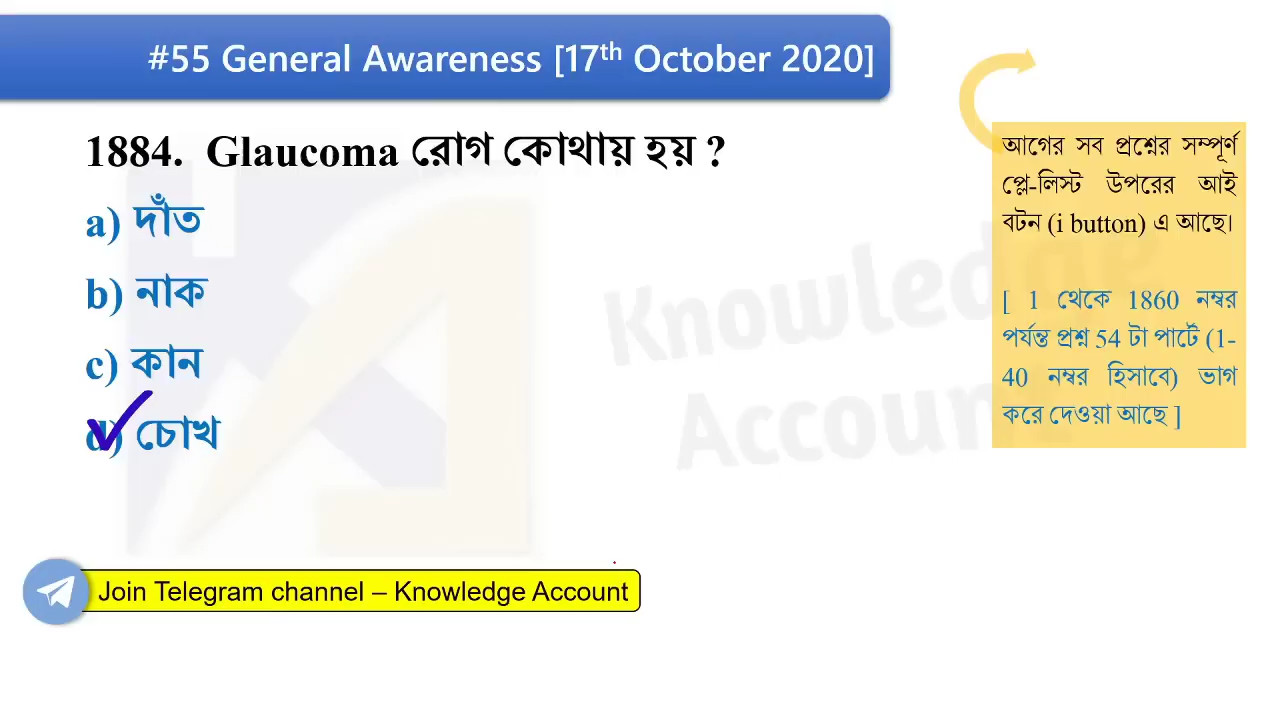 #55 General Awareness [17th October 2020]
1884. Glaucoma রোগ কোথায় হয় ?
a) দাঁত
b) নাক
c) কান
d) চোখ
আগের সব প্রশ্নের সম্পূর্ণ
প্লে-লিস্ট উপরের আই
বটন (i button) এ আছে।
[ 1 থেকে 1860 নম্বর
পর্যন্ত প্রশ্ন 54 টা পার্টে (1-
40 নম্বর হিসাবে) ভাগ
করে দেওয়া আছে ]
Knowledge
Account
Join Telegram channel – Knowledge Account